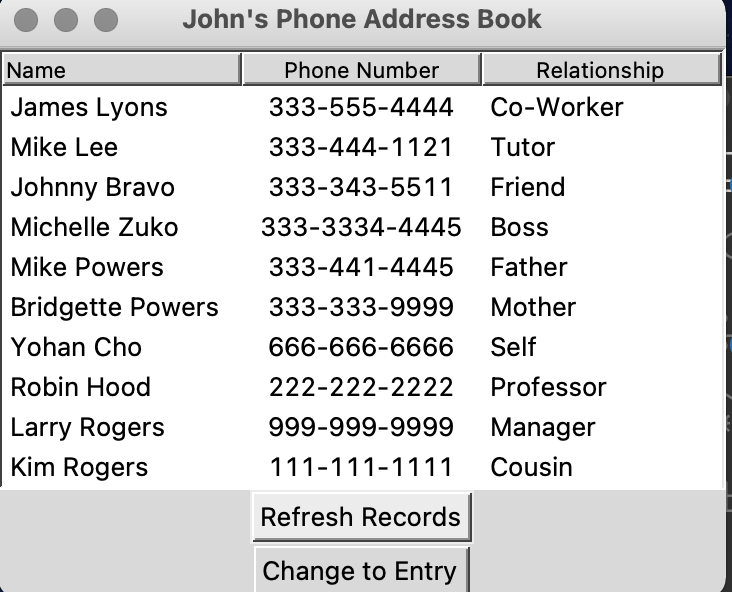 John's Phone Address Book
Name Phone Number Relationship
James Lyons 333-555-4444 Co-Worker
Mike Lee 333-444-1121 Tutor
Johnny Bravo 333-343-5511 Friend
Michelle Zuko 333-3334-4445 Boss
Mike Powers 333-441-4445 Father
Bridgette Powers 333-333-9999 Mother
Yohan Cho 666-666-6666 Self
Robin Hood 222-222-2222 Professor
Larry Rogers 999-999-9999 Manager
Kim Rogers 111-111-1111 Cousin
Refresh Records
Change to Entry